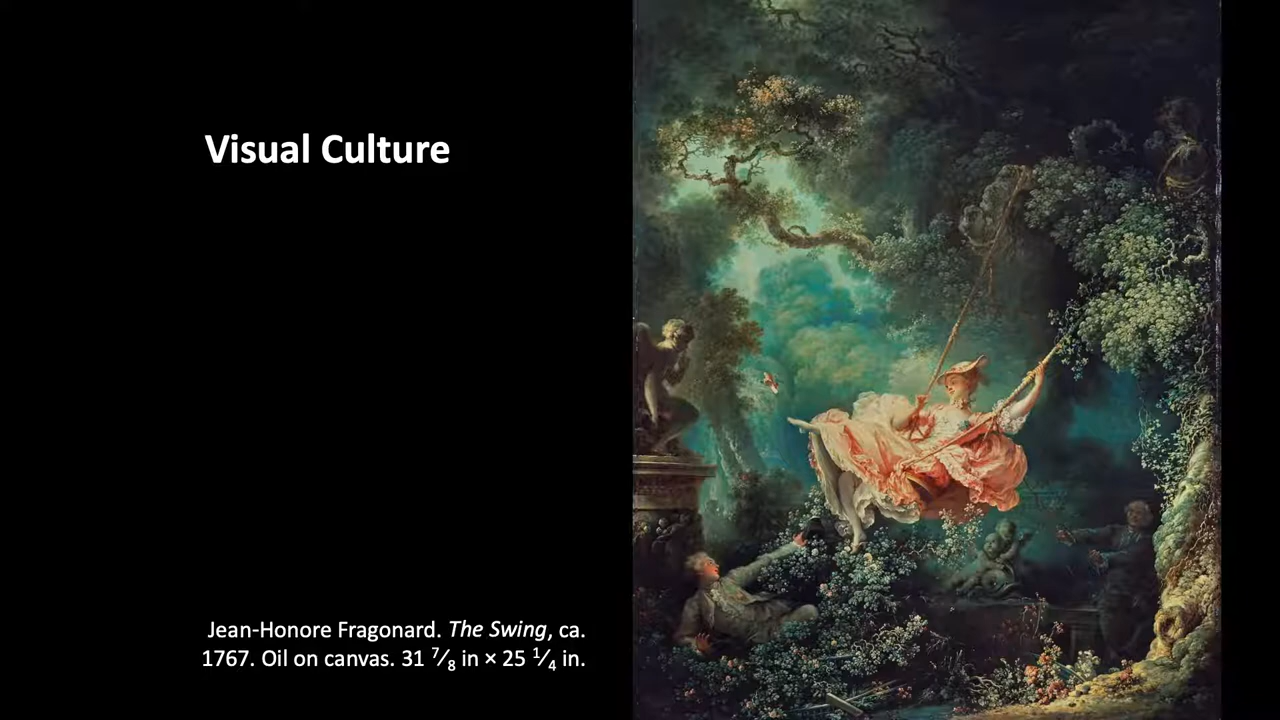 Visual Culture
Jean-Honore Fragonard. The Swing, ca.
1767. Oil on canvas. 31 ⅞ in × 25 ¼ in.